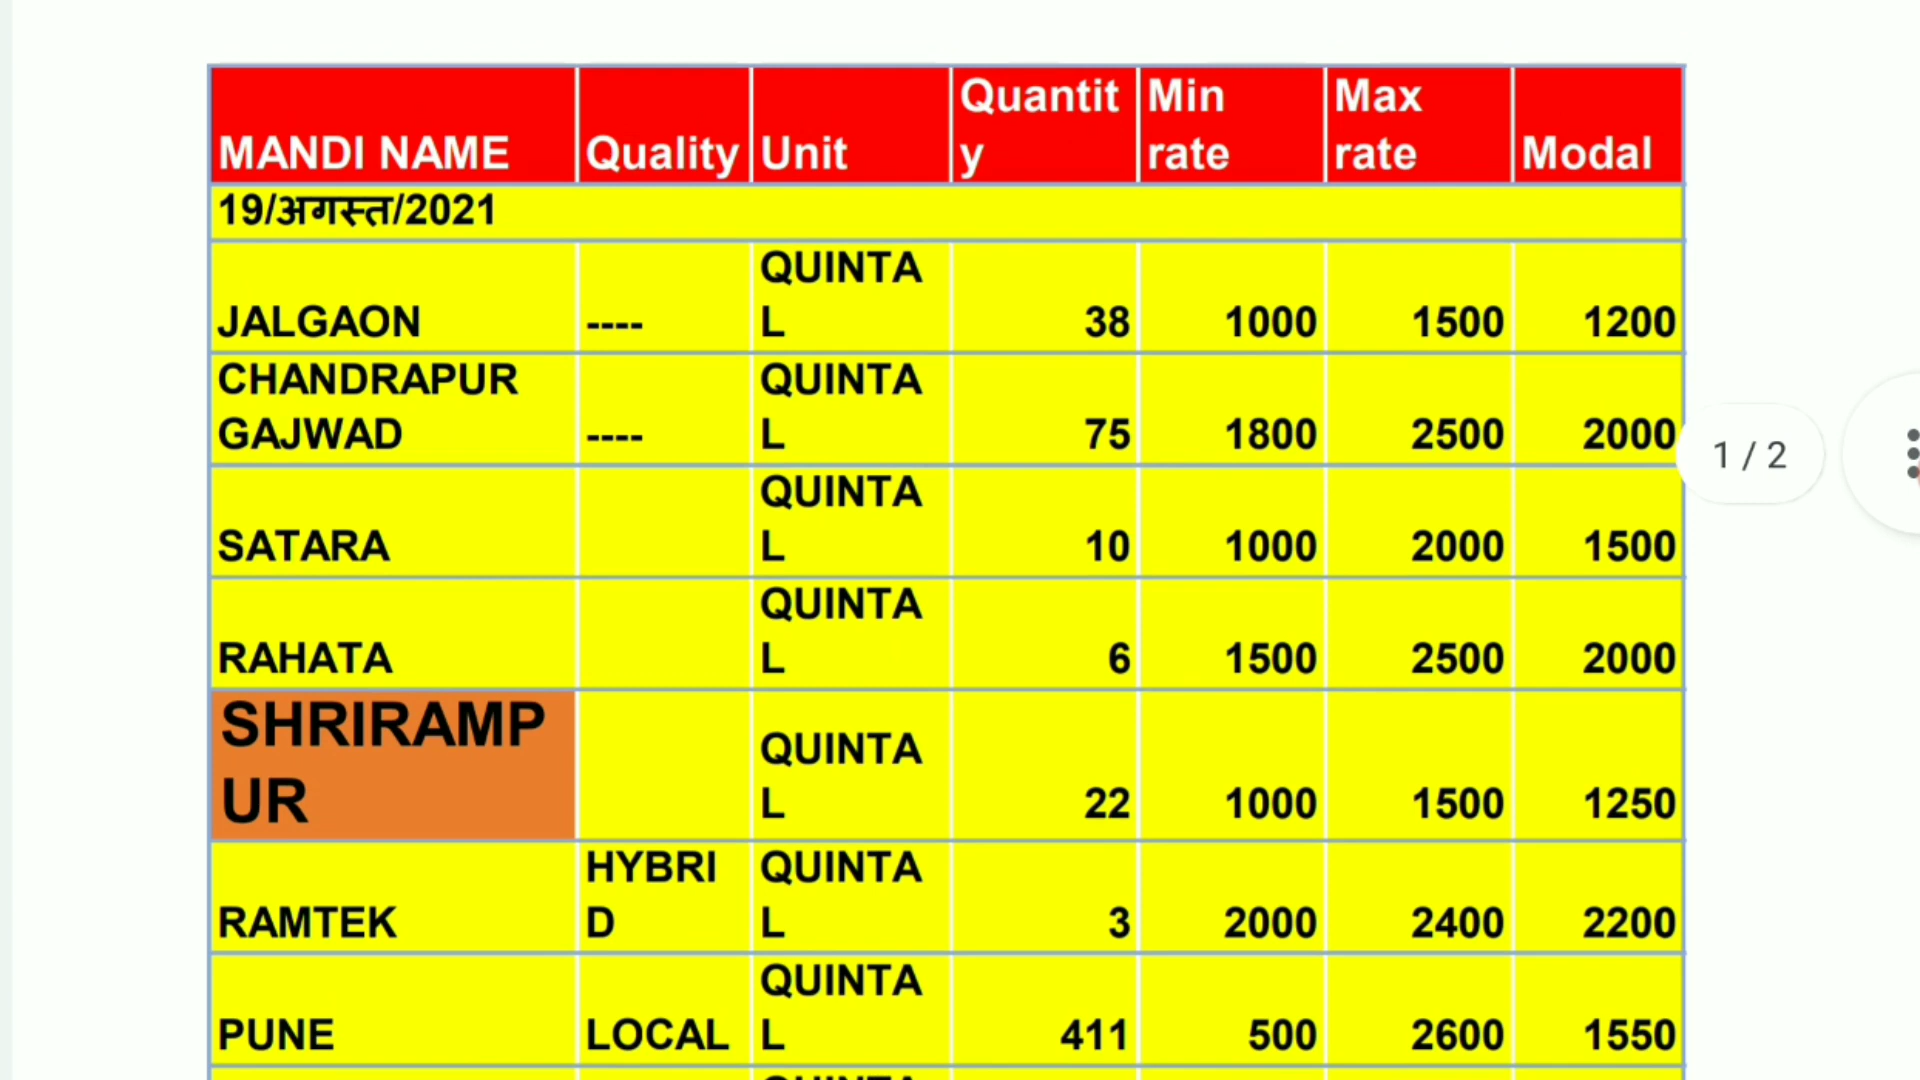 MANDI NAME Quality Unit Quantit y Min rate Max rate Modal
19/अगस्त/2021
JALGAON ---- QUINTA L 38 1000 1500 1200
CHANDRAPUR GAJWAD ---- QUINTA L 75 1800 2500 2000
SATARA QUINTA L 10 1000 2000 1500
RAHATA QUINTA L 6 1500 2500 2000
SHRIRAMP UR QUINTA L 22 1000 1500 1250
RAMTEK HYBRI D QUINTA L 3 2000 2400 2200
PUNE LOCAL QUINTA L 411 500 2600 1550
1 / 2